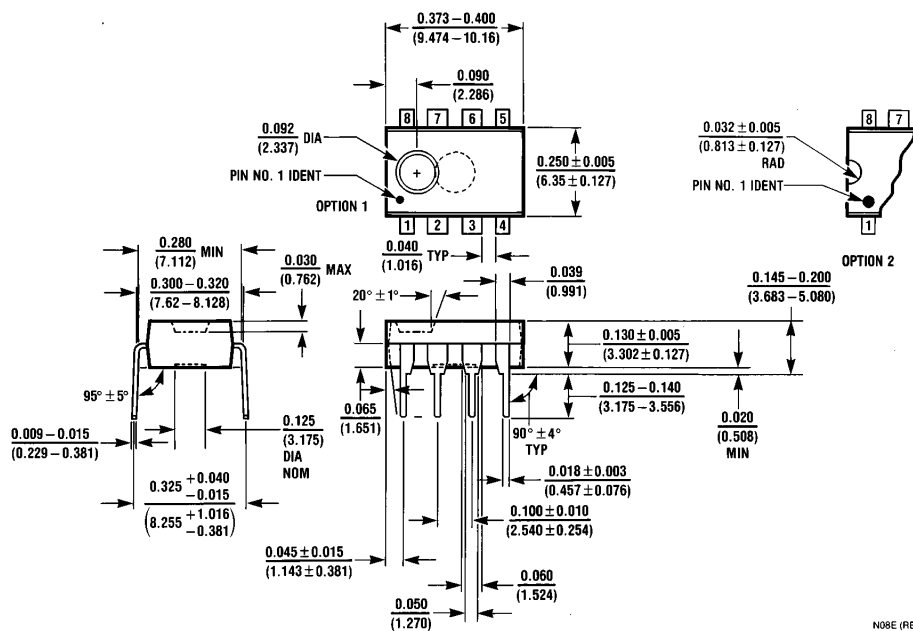 0.373 – 0.400
(9.474 – 10.16)
0.090
(2.286)
8 7 6 5
0.092 DIA
(2.337)
PIN NO. 1 IDENT
OPTION 1
+
0.250 ± 0.005
(6.35 ± 0.127)
1 2 3 4
0.032 ± 0.005
(0.813 ± 0.127)
RAD
PIN NO. 1 IDENT
8 7
1
OPTION 2
0.280 MIN
(7.112)
0.300 – 0.320
(7.62 – 8.128)
0.030 MAX
(0.762)
0.040 TYP
(1.016)
20° ± 1°
0.039
(0.991)
0.145 – 0.200
(3.683 – 5.080)
0.130 ± 0.005
(3.302 ± 0.127)
0.125 – 0.140
(3.175 – 3.556)
0.020
(0.508)
MIN
95° ± 5°
0.009 – 0.015
(0.229 – 0.381)
0.125
(3.175)
DIA
NOM
0.065
(1.651)
90° ± 4°
TYP
0.018 ± 0.003
(0.457 ± 0.076)
0.325 +0.040
−0.015
(8.255 +1.016
−0.381)
0.100 ± 0.010
(2.540 ± 0.254)
0.045 ± 0.015
(1.143 ± 0.381)
0.060
(1.524)
0.050
(1.270)
N08E (RE